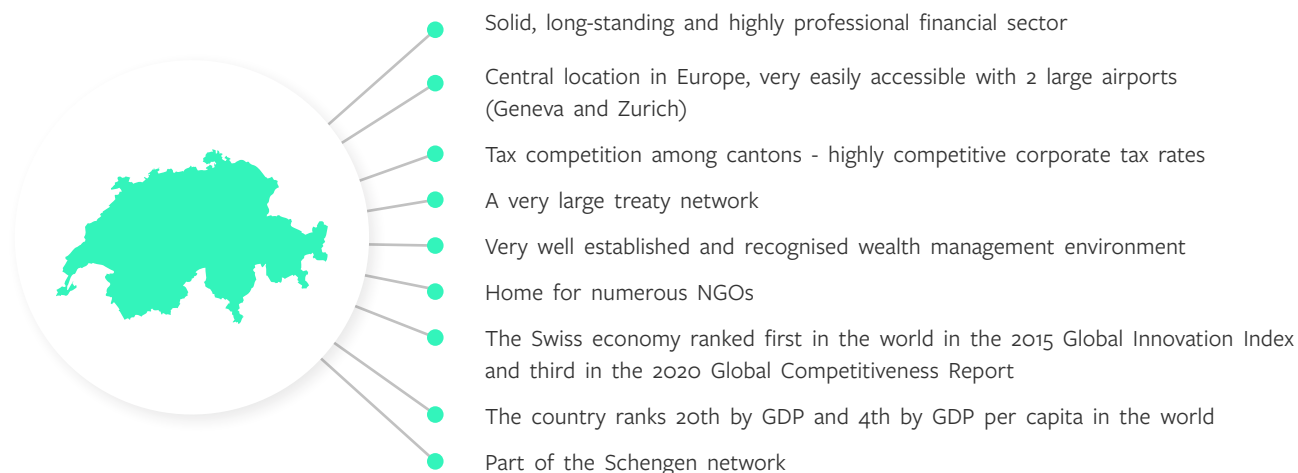 Solid, long-standing and highly professional financial sector
Central location in Europe, very easily accessible with 2 large airports
(Geneva and Zurich)
Tax competition among cantons - highly competitive corporate tax rates
A very large treaty network
Very well established and recognised wealth management environment
Home for numerous NGOs
The Swiss economy ranked first in the world in the 2015 Global Innovation Index
and third in the 2020 Global Competitiveness Report
The country ranks 20th by GDP and 4th by GDP per capita in the world
Part of the Schengen network